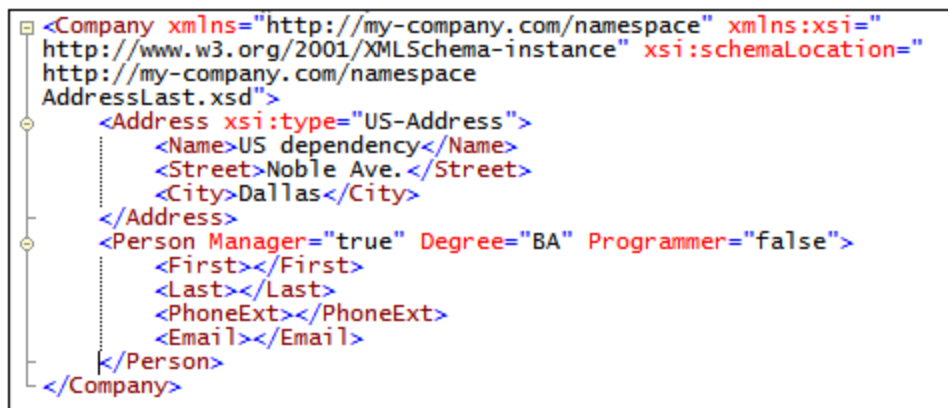 <Company xmlns="http://my-company.com/namespace" xmlns:xsi="
http://www.w3.org/2001/XMLSchema-instance" xsi:schemaLocation="
http://my-company.com/namespace
AddressLast.xsd">
<Address xsi:type="US-Address">
<Name>US dependency</Name>
<Street>Noble Ave.</Street>
<City>Dallas</City>
</Address>
<Person Manager="true" Degree="BA" Programmer="false">
<First></First>
<Last></Last>
<PhoneExt></PhoneExt>
<Email></Email>
</Person>
</Company>